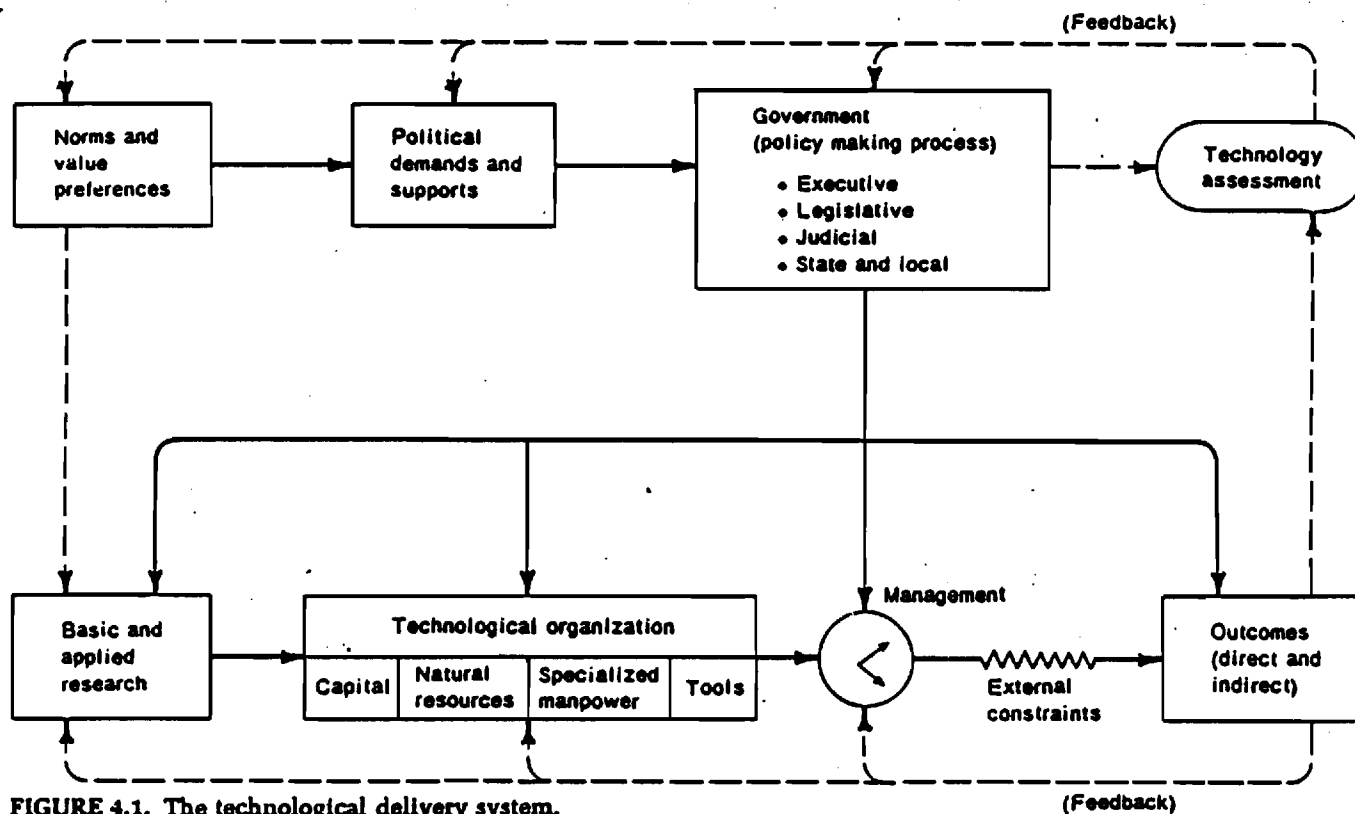 (Feedback)
Norms and
value
preferences
Political
demands and
supports
Government
(policy making process)
• Executive
• Legislative
• Judicial
• State and local
Technology
assessment
Basic and
applied
research
Technological organization
Capital
Natural
resources
Specialized
manpower
Tools
Management
External
constraints
Outcomes
(direct and
indirect)
(Feedback)
FIGURE 4.1. The technological delivery system.